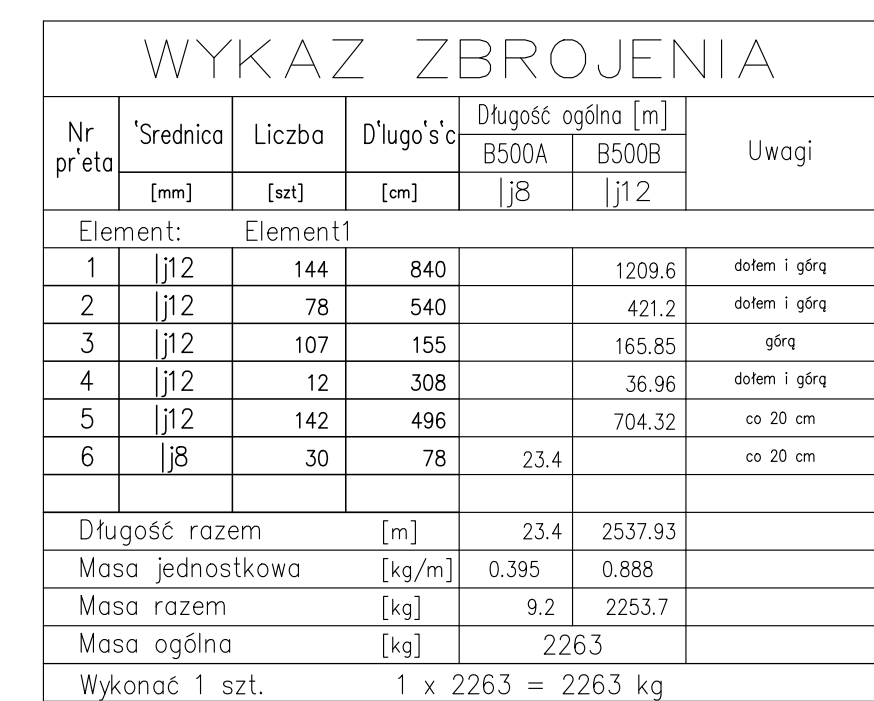 WYKAZ ZBROJENIA
Nr pr'eta 'Srednica Liczba D'lugo's'c Długość ogólna [m] Uwagi
B500A B500B
[mm] [szt] [cm] |j8 |j12
Element: Element1
1 |j12 144 840 1209.6 dołem i górą
2 |j12 78 540 421.2 dołem i górą
3 |j12 107 155 165.85 górą
4 |j12 12 308 36.96 dołem i górą
5 |j12 142 496 704.32 co 20 cm
6 |j8 30 78 23.4 co 20 cm
Długość razem [m] 23.4 2537.93
Masa jednostkowa [kg/m] 0.395 0.888
Masa razem [kg] 9.2 2253.7
Masa ogólna [kg] 2263
Wykonać 1 szt. 1 x 2263 = 2263 kg